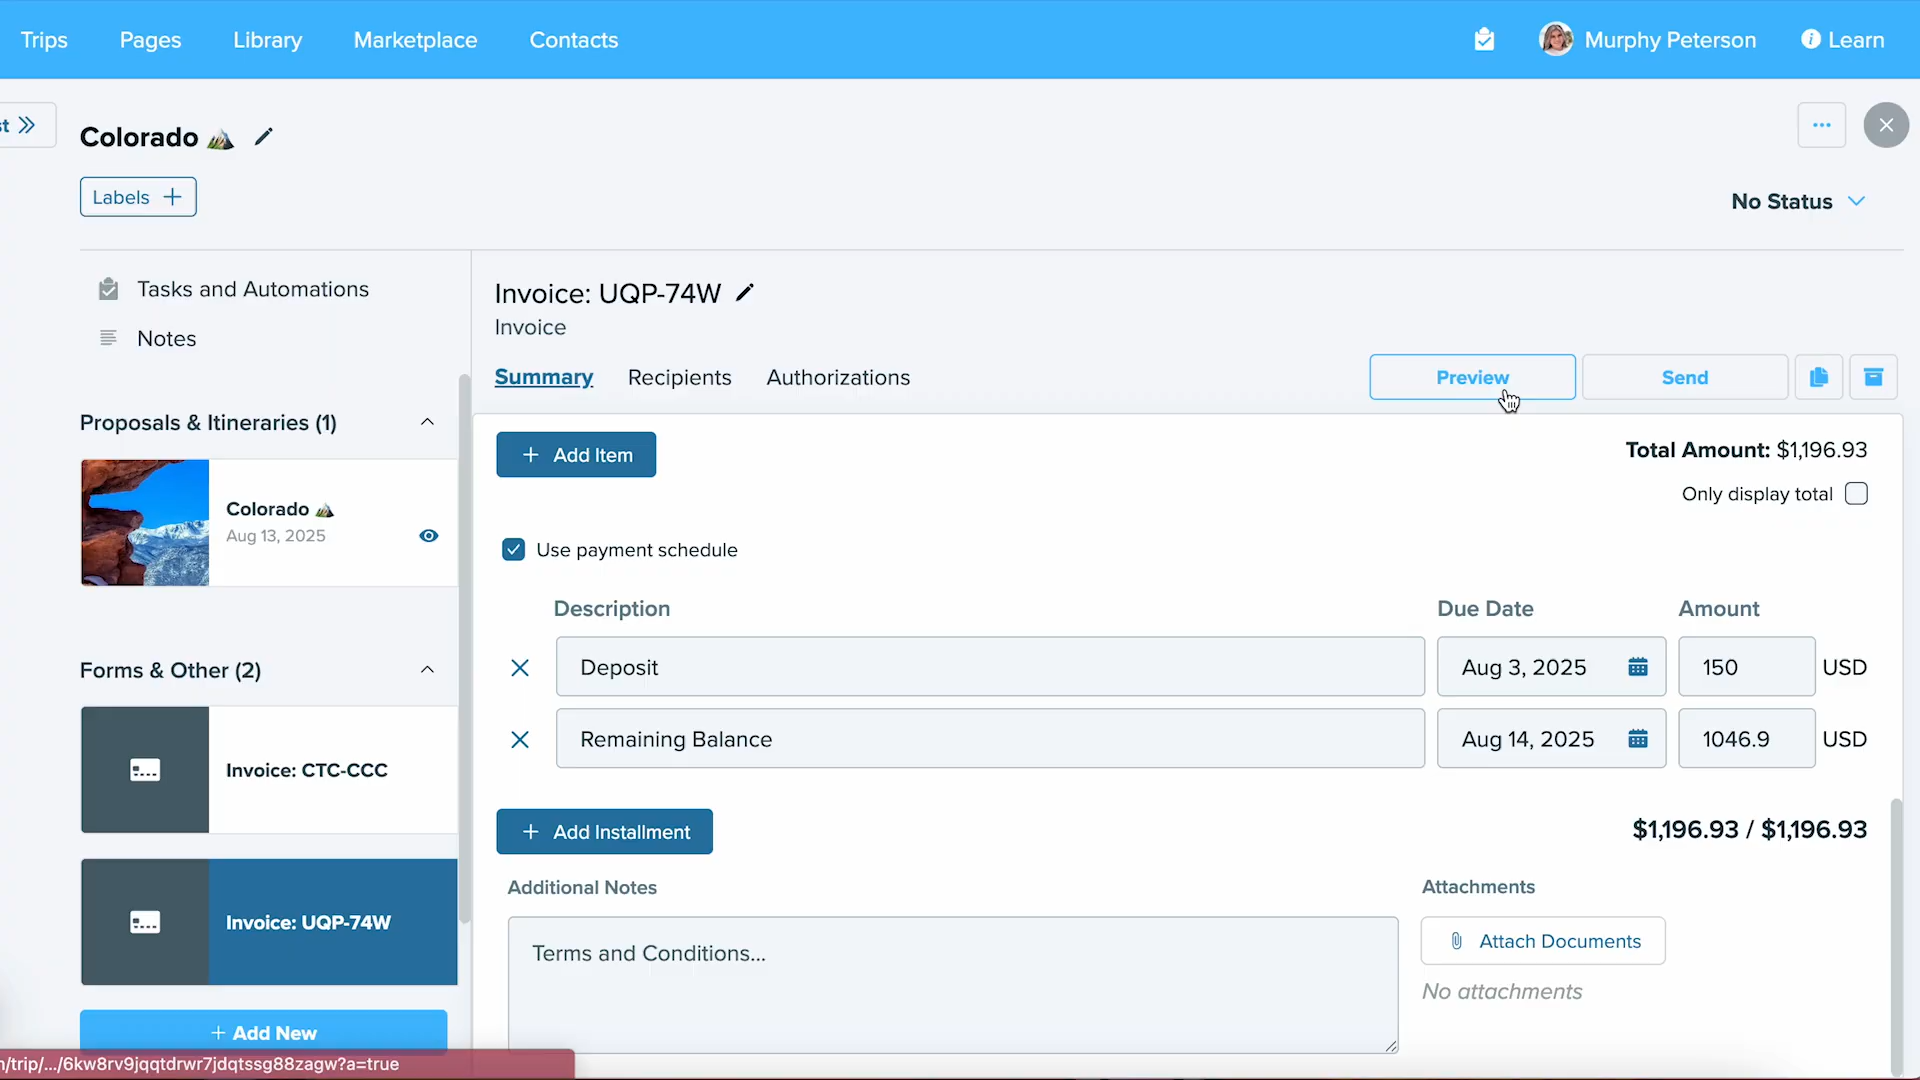 Trips Pages Library Marketplace Contacts Murphy Peterson Learn
Colorado
Labels +
No Status
Tasks and Automations
Notes
Proposals & Itineraries (1)
Colorado
Aug 13, 2025
Forms & Other (2)
Invoice: CTC-CCC
Invoice: UQP-74W
+ Add New
Invoice: UQP-74W
Invoice
Summary Recipients Authorizations
Preview Send
+ Add Item
Total Amount: $1,196.93
Only display total
Use payment schedule
Description Due Date Amount
Deposit Aug 3, 2025 150 USD
Remaining Balance Aug 14, 2025 1046.9 USD
+ Add Installment
$1,196.93 / $1,196.93
Additional Notes
Terms and Conditions...
Attachments
Attach Documents
No attachments
/trip/.../6kw8rv9jqqtdrwr7jdqtssg88zagw?a=true